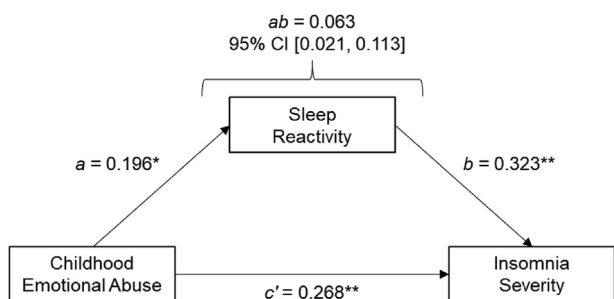 ab = 0.063
95% CI [0.021, 0.113]
Sleep
Reactivity
a = 0.196*
b = 0.323**
Childhood
Emotional Abuse
Insomnia
Severity
c' = 0.268**